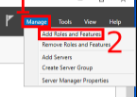 1
Manage Tools View Help
Add Roles and Features
2
Remove Roles and Features
Add Servers
Create Server Group
Server Manager Properties